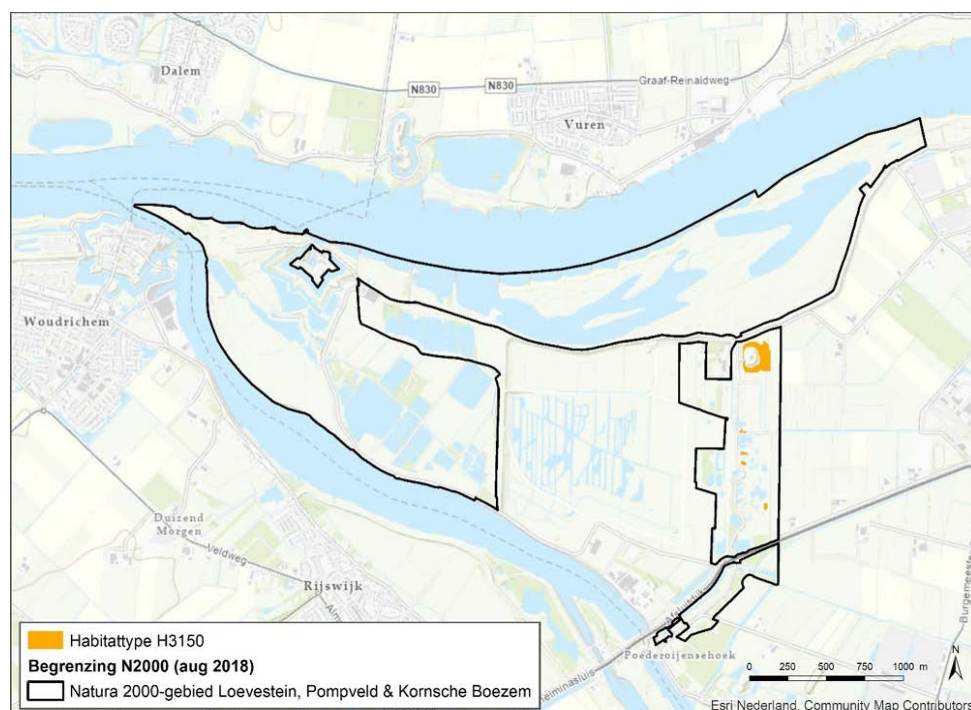 Dalem
N830
N830
Graaf-Reinaldweg
Vuren
Woudrichem
Duizend
Morgen
Veldweg
Rijswijk
Poederoijensehoek
Habitattype H3150
Begrenzing N2000 (aug 2018)
Natura 2000-gebied Loevestein, Pompveld & Kornsche Boezem
N
0 250 500 750 1000 m
Esri Nederland, Community Map Contributors